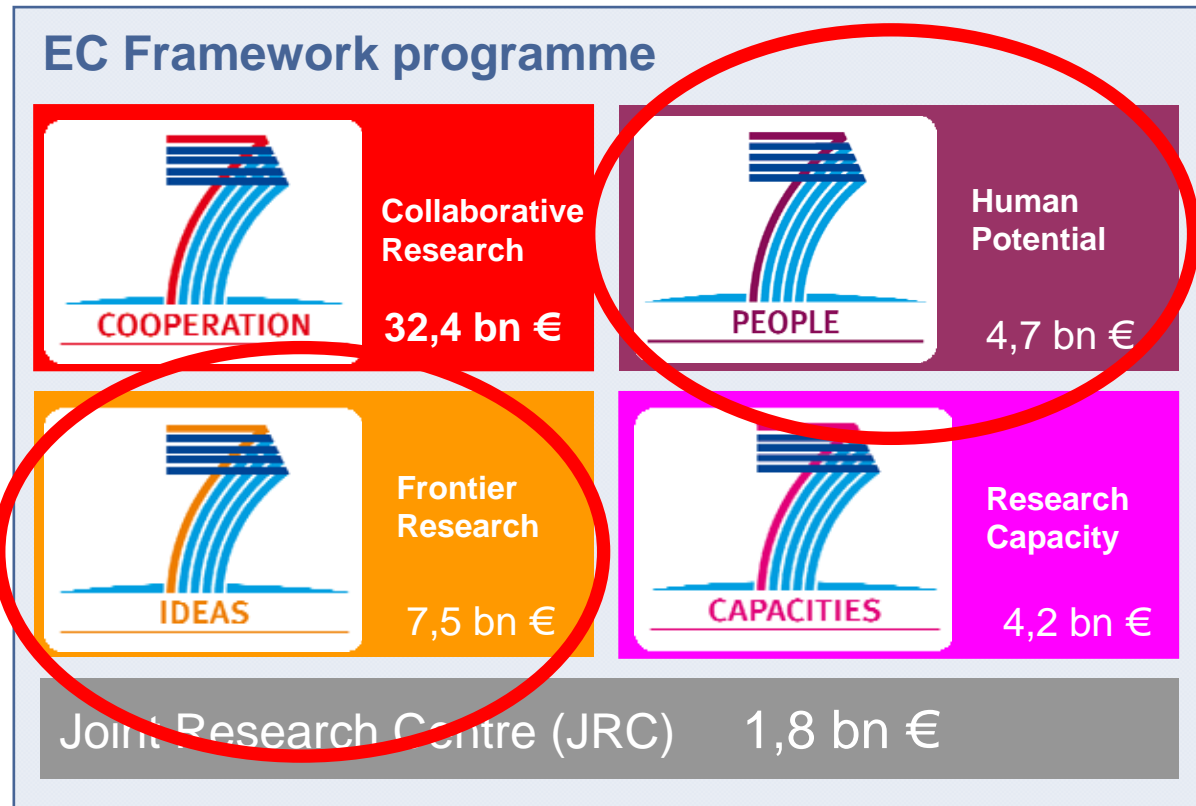 EC Framework programme
COOPERATION
Collaborative
Research
32,4 bn €
PEOPLE
Human
Potential
4,7 bn €
IDEAS
Frontier
Research
7,5 bn €
CAPACITIES
Research
Capacity
4,2 bn €
Joint Research Centre (JRC) 1,8 bn €